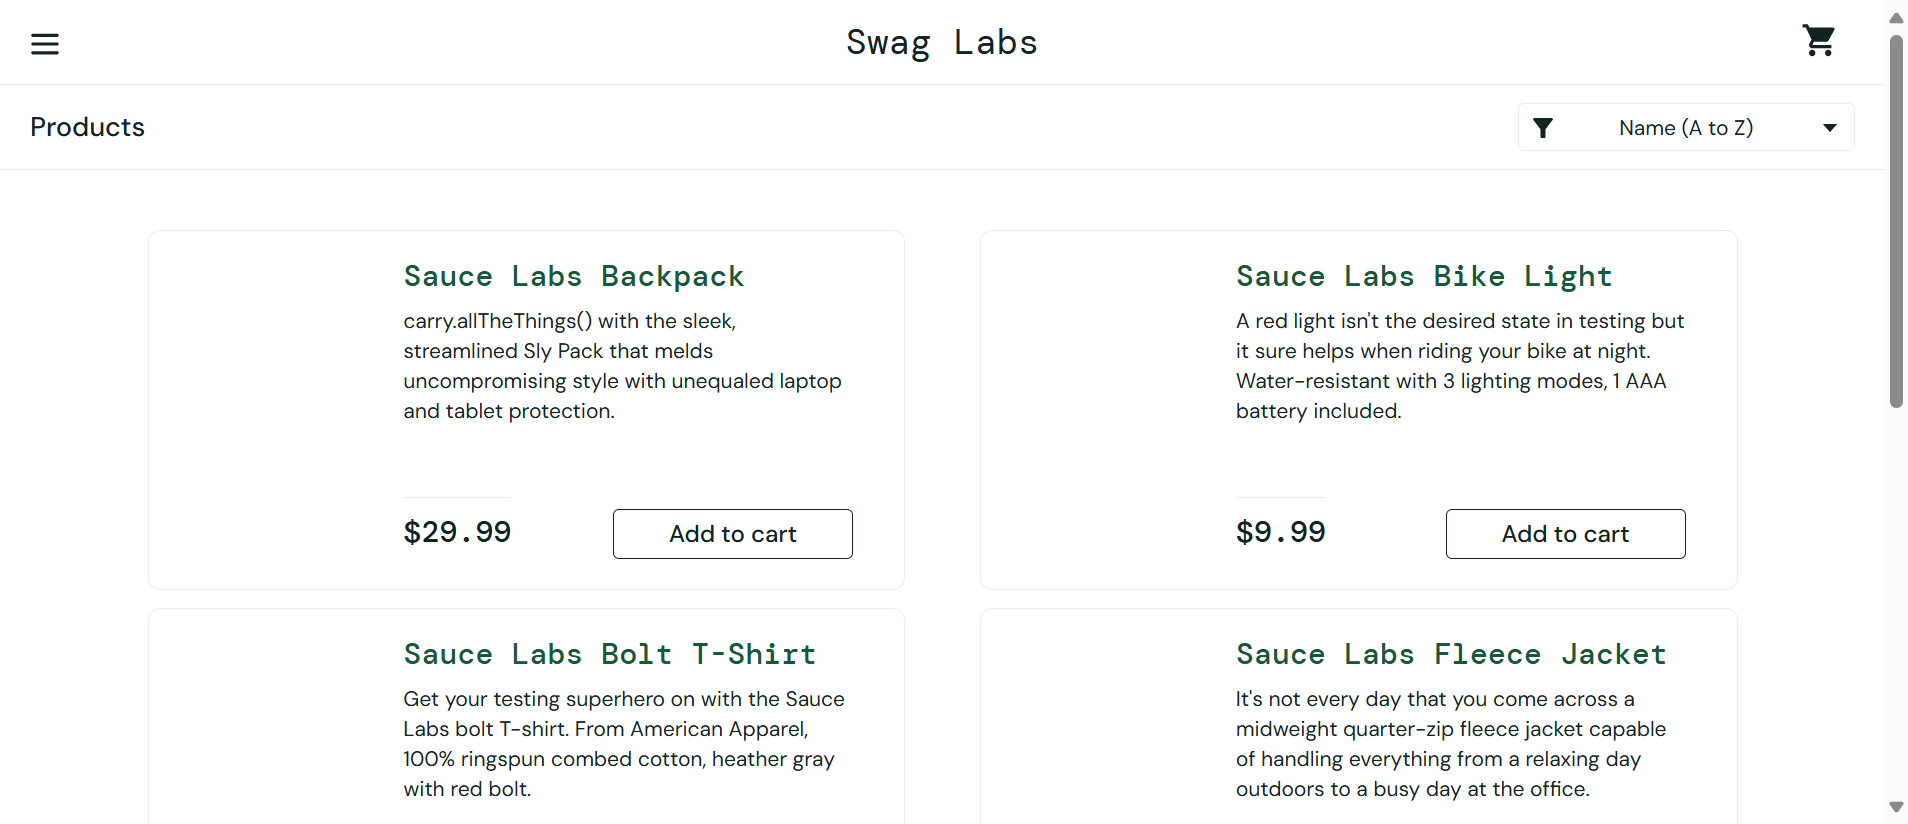 Swag Labs
Products
Name (A to Z)
Sauce Labs Backpack
carry.allTheThings() with the sleek,
streamlined Sly Pack that melds
uncompromising style with unequaled laptop
and tablet protection.
$29.99
Add to cart
Sauce Labs Bike Light
A red light isn't the desired state in testing but
it sure helps when riding your bike at night.
Water-resistant with 3 lighting modes, 1 AAA
battery included.
$9.99
Add to cart
Sauce Labs Bolt T-Shirt
Get your testing superhero on with the Sauce
Labs bolt T-shirt. From American Apparel,
100% ringspun combed cotton, heather gray
with red bolt.
Sauce Labs Fleece Jacket
It's not every day that you come across a
midweight quarter-zip fleece jacket capable
of handling everything from a relaxing day
outdoors to a busy day at the office.